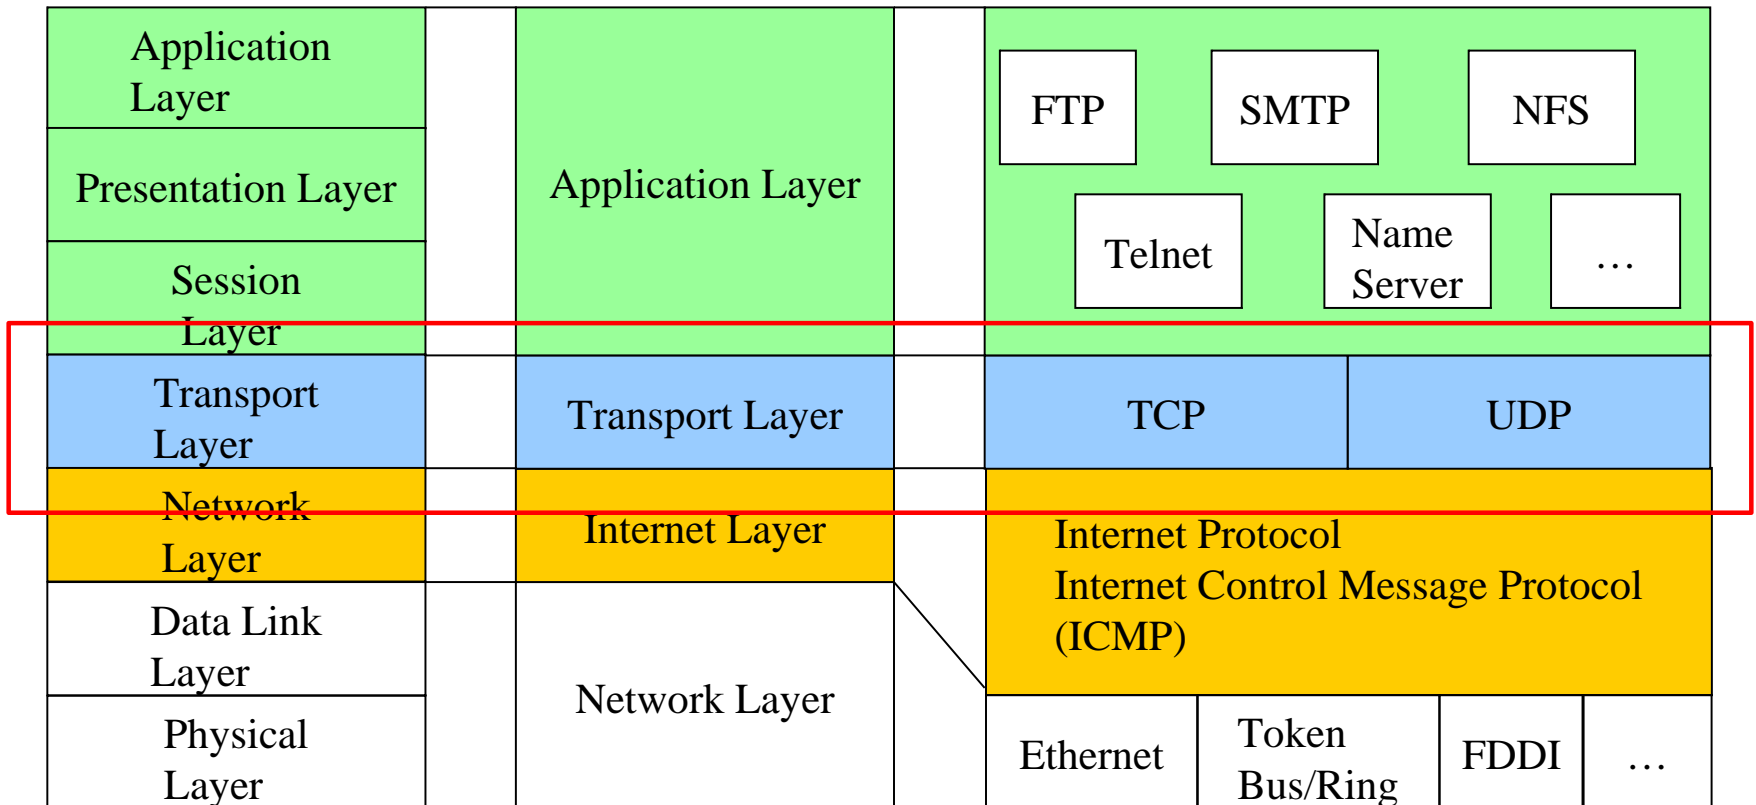 Application
Layer
Presentation Layer
Session
Layer
Transport
Layer
Network
Layer
Data Link
Layer
Physical
Layer
Application Layer
Transport Layer
Internet Layer
Network Layer
FTP
SMTP
NFS
Telnet
Name
Server
…
TCP
UDP
Internet Protocol
Internet Control Message Protocol
(ICMP)
Ethernet
Token
Bus/Ring
FDDI
…